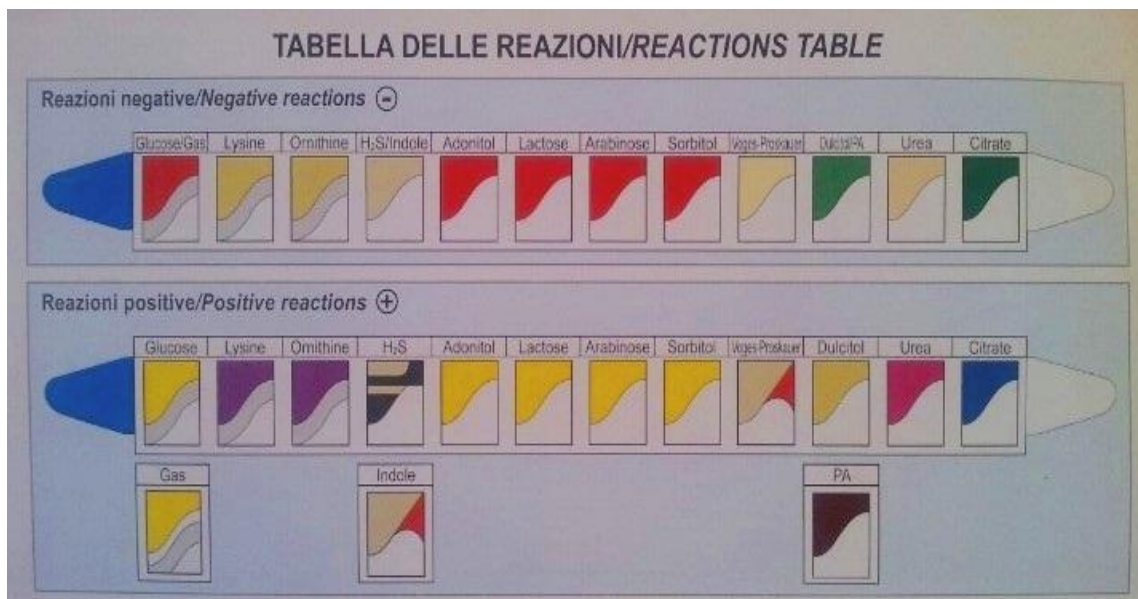 TABELLA DELLE REAZIONI/REACTIONS TABLE
Reazioni negative/Negative reactions ⊖
Glucose/Gas Lysine Ornithine H₂S/Indole Adonitol Lactose Arabinose Sorbitol Voges-Proskauer Dulcitol/PA Urea Citrate
Reazioni positive/Positive reactions ⊕
Glucose Lysine Ornithine H₂S Adonitol Lactose Arabinose Sorbitol Voges-Proskauer Dulcitol Urea Citrate
Gas Indole PA